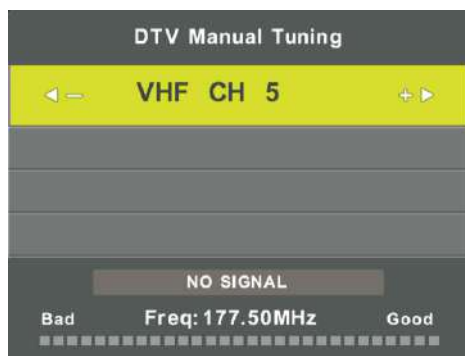 DTV Manual Tuning
VHF CH 5
NO SIGNAL
Bad Freq:177.50MHz Good